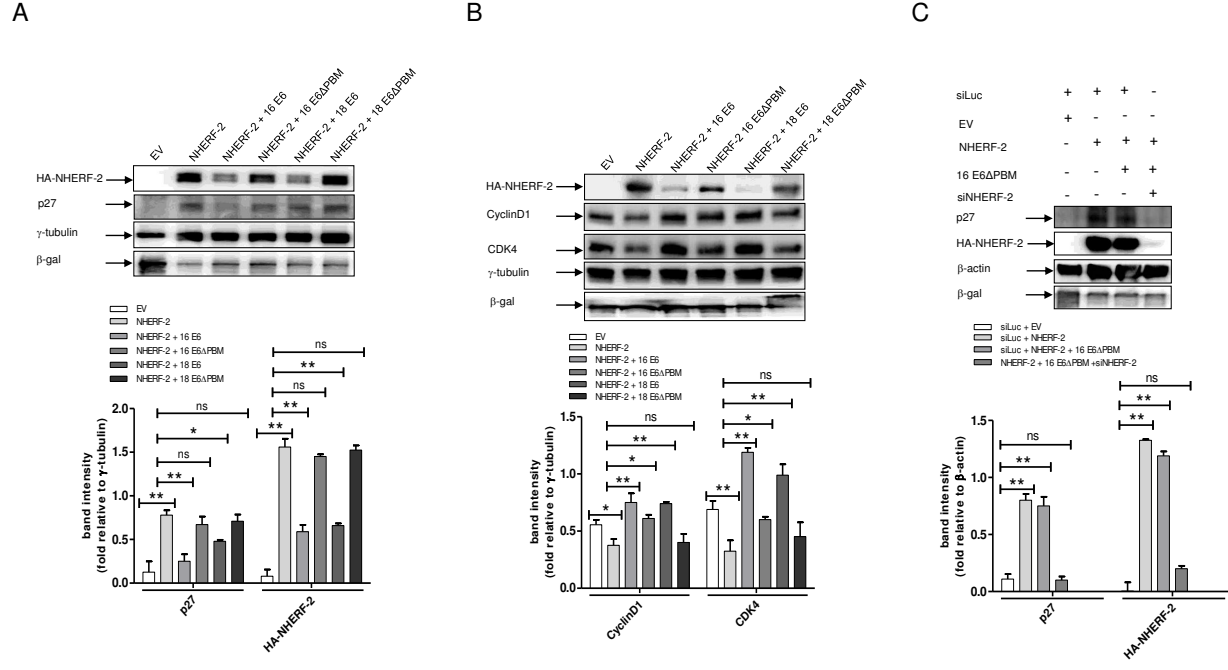 A
EV
NHERF-2
NHERF-2 + 16 E6
NHERF-2 + 16 E6ΔPBM
NHERF-2 + 18 E6
NHERF-2 + 18 E6ΔPBM
HA-NHERF-2
p27
γ-tubulin
β-gal
EV
NHERF-2
NHERF-2 + 16 E6
NHERF-2 + 16 E6ΔPBM
NHERF-2 + 18 E6
NHERF-2 + 18 E6ΔPBM
ns
**
ns
**
**
ns
*
ns
**
**
2.0
1.5
1.0
0.5
0.0
band intensity
(fold relative to γ-tubulin)
p27
HA-NHERF-2
B
EV
NHERF-2
NHERF-2 + 16 E6
NHERF-2 16 E6ΔPBM
NHERF-2 + 18 E6
NHERF-2 + 18 E6ΔPBM
HA-NHERF-2
CyclinD1
CDK4
γ-tubulin
β-gal
EV
NHERF-2
NHERF-2 + 16 E6
NHERF-2 + 16 E6ΔPBM
NHERF-2 + 18 E6
NHERF-2 + 18 E6ΔPBM
ns
**
*
**
*
ns
**
*
**
**
1.5
1.0
0.5
0.0
band intensity
(fold relative to γ-tubulin)
CyclinD1
CDK4
C
siLuc + + + -
EV + - - -
NHERF-2 - + + +
16 E6ΔPBM - - + +
siNHERF-2 - - - +
p27
HA-NHERF-2
β-actin
β-gal
siLuc + EV
siLuc + NHERF-2
siLuc + NHERF-2 + 16 E6ΔPBM
NHERF-2 + 16 E6ΔPBM+siNHERF-2
ns
**
**
ns
**
**
1.5
1.0
0.5
0.0
band intensity
(fold relative to β-actin)
p27
HA-NHERF-2